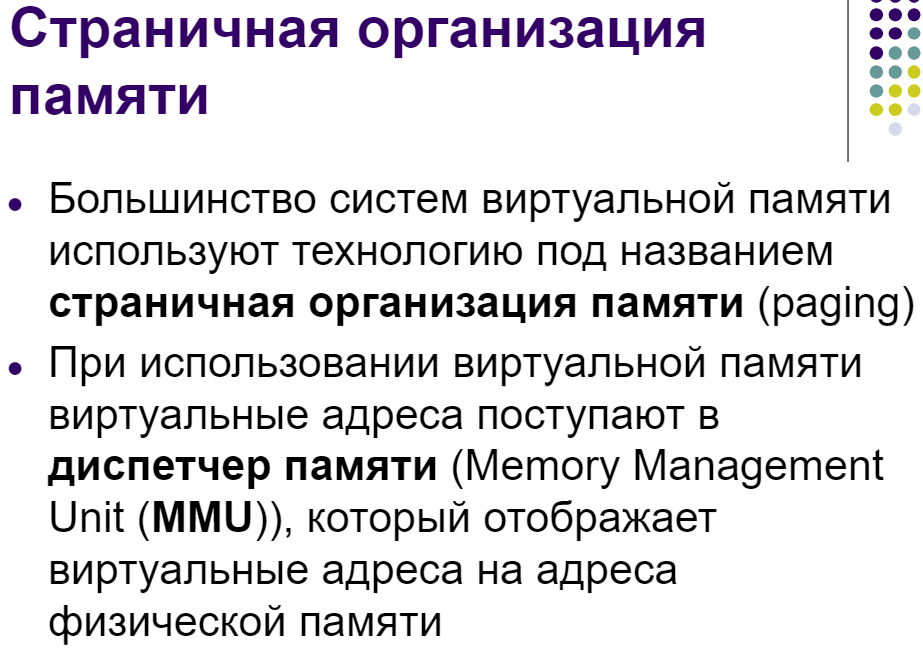 Страничная организация
памяти
• Большинство систем виртуальной памяти
используют технологию под названием
страничная организация памяти (paging)
• При использовании виртуальной памяти
виртуальные адреса поступают в
диспетчер памяти (Memory Management
Unit (MMU)), который отображает
виртуальные адреса на адреса
физической памяти